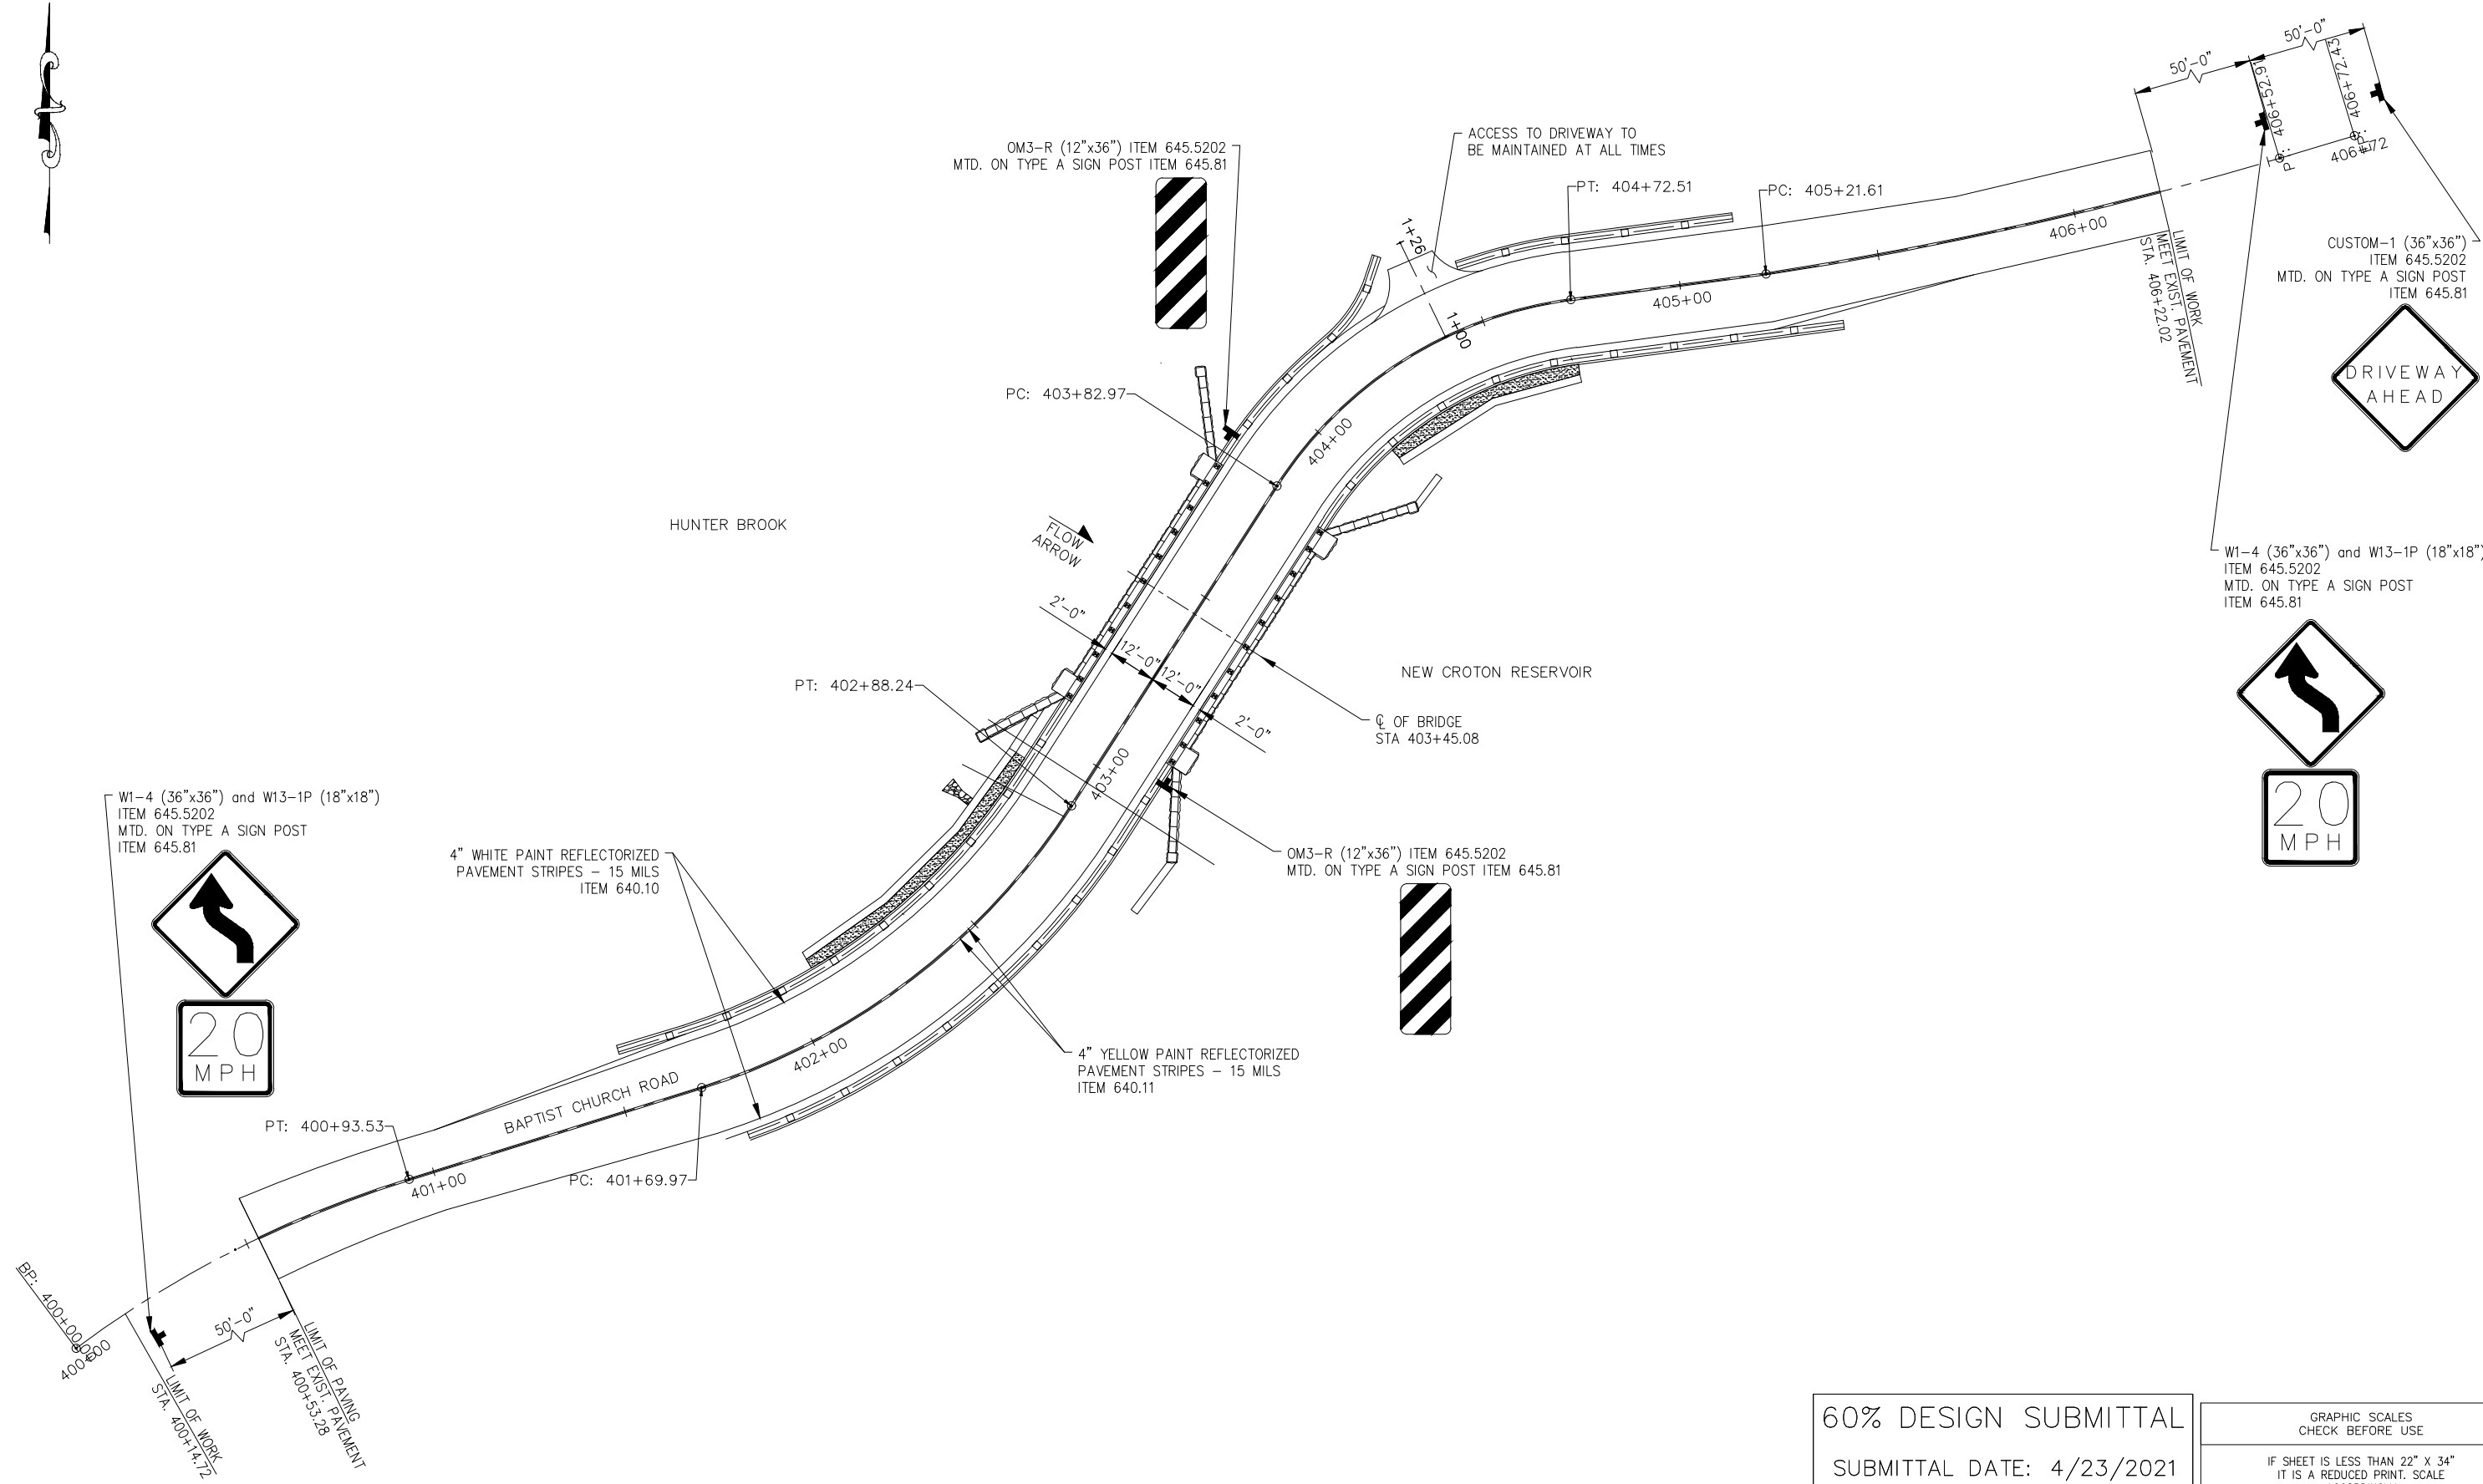 50'-0"
50'-0"
406+52.91
PT:
406+72.43
406+72
OM3-R (12"x36") ITEM 645.5202
MTD. ON TYPE A SIGN POST ITEM 645.81
ACCESS TO DRIVEWAY TO
BE MAINTAINED AT ALL TIMES
PT: 404+72.51
PC: 405+21.61
1+26
1+00
405+00
406+00
LIMIT OF WORK
MEET EXIST. PAVEMENT
STA. 406+22.02
CUSTOM-1 (36"x36")
ITEM 645.5202
MTD. ON TYPE A SIGN POST
ITEM 645.81
DRIVEWAY
AHEAD
PC: 403+82.97
404+00
HUNTER BROOK
FLOW
ARROW
W1-4 (36"x36") and W13-1P (18"x18")
ITEM 645.5202
MTD. ON TYPE A SIGN POST
ITEM 645.81
20
MPH
2'-0"
12'-0"
12'-0"
2'-0"
NEW CROTON RESERVOIR
PT: 402+88.24
℄ OF BRIDGE
STA 403+45.08
403+00
W1-4 (36"x36") and W13-1P (18"x18")
ITEM 645.5202
MTD. ON TYPE A SIGN POST
ITEM 645.81
20
MPH
4" WHITE PAINT REFLECTORIZED
PAVEMENT STRIPES - 15 MILS
ITEM 640.10
OM3-R (12"x36") ITEM 645.5202
MTD. ON TYPE A SIGN POST ITEM 645.81
4" YELLOW PAINT REFLECTORIZED
PAVEMENT STRIPES - 15 MILS
ITEM 640.11
402+00
BAPTIST CHURCH ROAD
PT: 400+93.53
401+00
PC: 401+69.97
BP: 400+00.00
400+00
50'-0"
LIMIT OF PAVING
MEET EXIST. PAVEMENT
STA. 400+53.28
LIMIT OF WORK
STA. 400+14.72
60% DESIGN SUBMITTAL
SUBMITTAL DATE: 4/23/2021
GRAPHIC SCALES
CHECK BEFORE USE
IF SHEET IS LESS THAN 22" X 34"
IT IS A REDUCED PRINT. SCALE